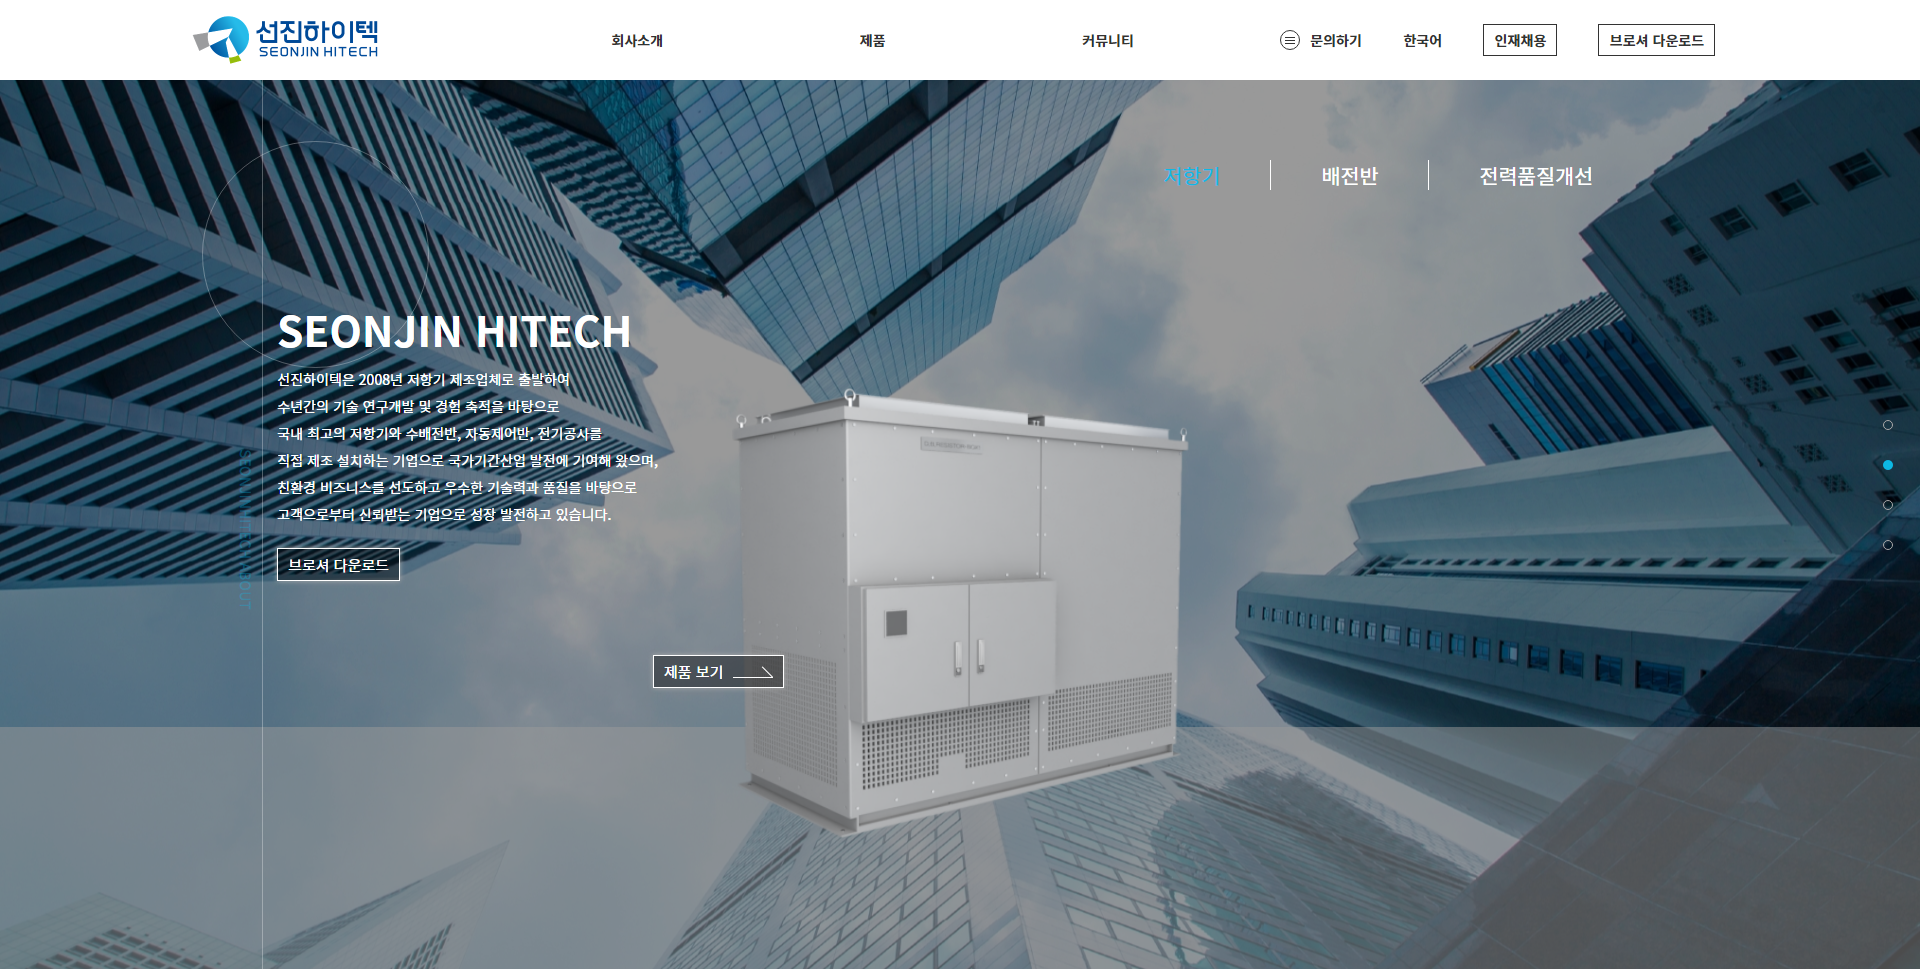 선진하이텍
SEONJIN HITECH
회사소개
제품
커뮤니티
문의하기
한국어
인재채용
브로셔 다운로드
저항기
배전반
전력품질개선
SEONJIN HITECH
선진하이텍은 2008년 저항기 제조업체로 출발하여
수년간의 기술 연구개발 및 경험 축적을 바탕으로
국내 최고의 저항기와 수배전반, 자동제어반, 전기공사를
직접 제조 설치하는 기업으로 국가기간산업 발전에 기여해 왔으며,
친환경 비즈니스를 선도하고 우수한 기술력과 품질을 바탕으로
고객으로부터 신뢰받는 기업으로 성장 발전하고 있습니다.
SEONJIN HITECH ABOUT
브로셔 다운로드
제품 보기